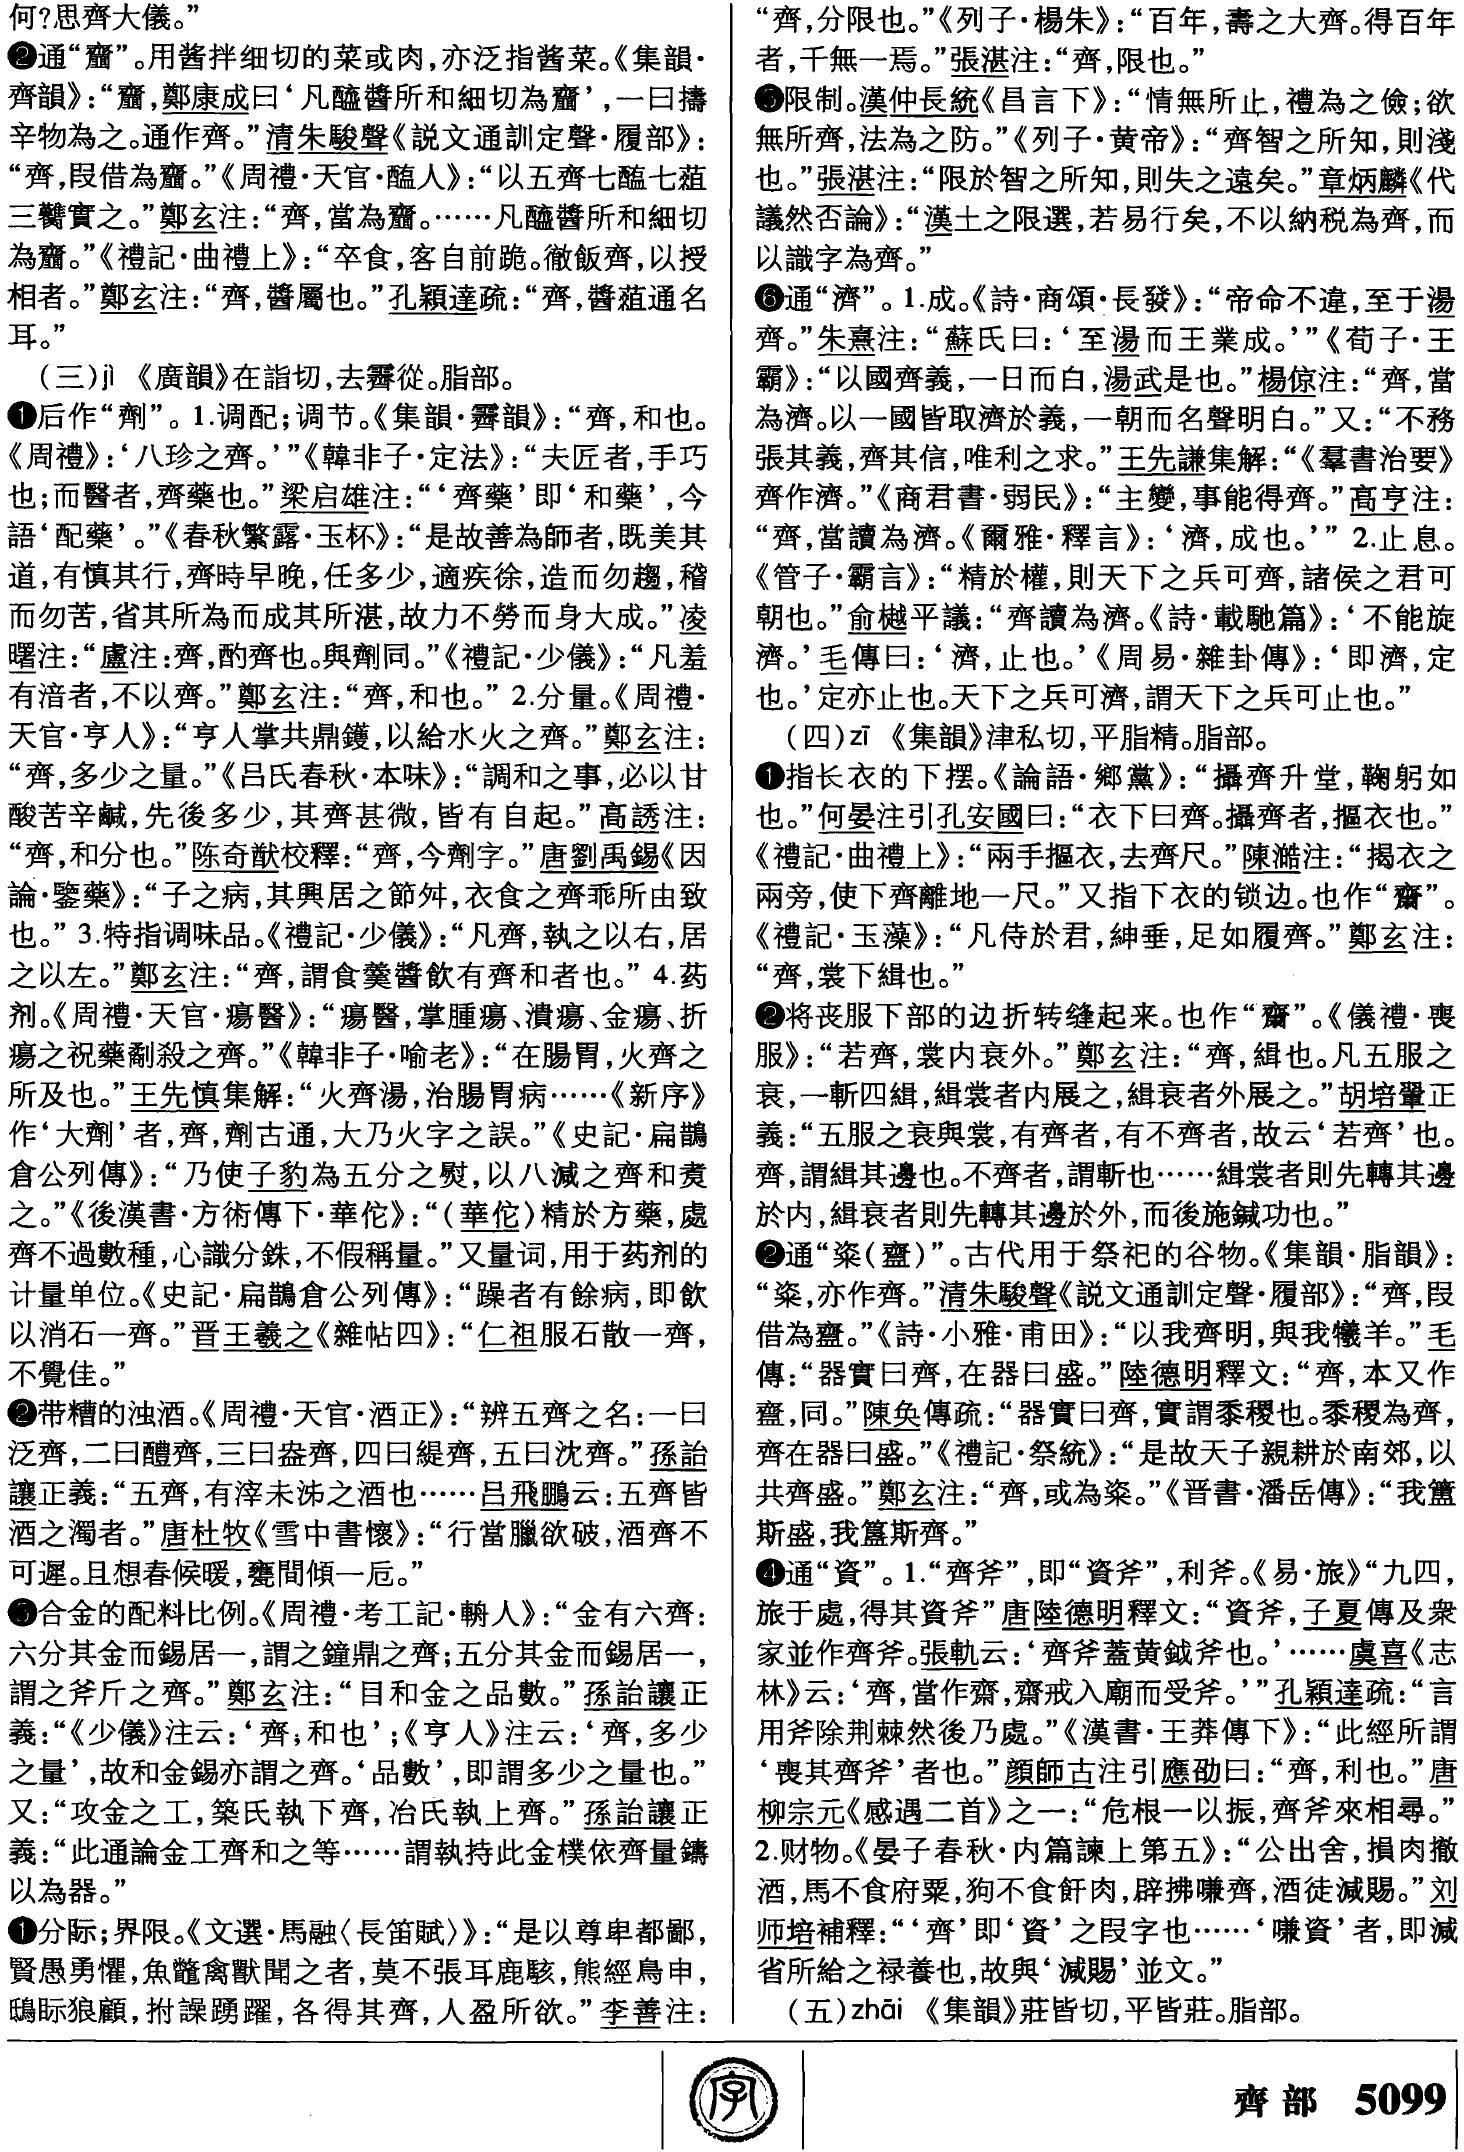 何?思齊大儀。”
❷通“齏”。用酱拌细切的菜或肉,亦泛指酱菜。《集韻·
齊韻》:“齏,鄭康成曰‘凡醯醬所和細切為齏’,一曰擣
辛物為之。通作齊。”清朱駿聲《説文通訓定聲·履部》:
“齊,叚借為齏。”《周禮·天官·醢人》:“以五齊七醢七菹
三臡實之。”鄭玄注:“齊,當為齏。……凡醯醬所和細切
為齏。”《禮記·曲禮上》:“卒食,客自前跪。徹飯齊,以授
相者。”鄭玄注:“齊,醬屬也。”孔穎達疏:“齊,醬菹通名
耳。”
(三)jì 《廣韻》在詣切,去霽從。脂部。
❶后作“劑”。1.调配;调节。《集韻·霽韻》:“齊,和也。
《周禮》:‘八珍之齊。’”《韓非子·定法》:“夫匠者,手巧
也;而醫者,齊藥也。”梁启雄注:“‘齊藥’即‘和藥’,今
語‘配藥’。”《春秋繁露·玉杯》:“是故善為師者,既美其
道,有慎其行,齊時早晚,任多少,適疾徐,造而勿趨,稽
而勿苦,省其所為而成其所湛,故力不勞而身大成。”凌
曙注:“盧注:齊,酌齊也。與劑同。”《禮記·少儀》:“凡羞
有湆者,不以齊。”鄭玄注:“齊,和也。” 2.分量。《周禮·
天官·亨人》:“亨人掌共鼎鑊,以給水火之齊。”鄭玄注:
“齊,多少之量。”《吕氏春秋·本味》:“調和之事,必以甘
酸苦辛鹹,先後多少,其齊甚微,皆有自起。”高誘注:
“齊,和分也。”陈奇猷校釋:“齊,今劑字。”唐劉禹錫《因
論·鑒藥》:“子之病,其興居之節舛,衣食之齊乖所由致
也。” 3.特指调味品。《禮記·少儀》:“凡齊,執之以右,居
之以左。”鄭玄注:“齊,謂食羹醬飲有齊和者也。” 4.药
剂。《周禮·天官·瘍醫》:“瘍醫,掌腫瘍、潰瘍、金瘍、折
瘍之祝藥劀殺之齊。”《韓非子·喻老》:“在腸胃,火齊之
所及也。”王先慎集解:“火齊湯,治腸胃病……《新序》
作‘大劑’者,齊,劑古通,大乃火字之誤。”《史記·扁鵲
倉公列傳》:“乃使子豹為五分之熨,以八減之齊和煑
之。”《後漢書·方術傳下·華佗》:“(華佗)精於方藥,處
齊不過數種,心識分銖,不假稱量。”又量词,用于药剂的
计量单位。《史記·扁鵲倉公列傳》:“躁者有餘病,即飲
以消石一齊。”晋王羲之《雜帖四》:“仁祖服石散一齊,
不覺佳。”
❷带糟的浊酒。《周禮·天官·酒正》:“辨五齊之名:一曰
泛齊,二曰醴齊,三曰盎齊,四曰緹齊,五曰沈齊。”孫詒
讓正義:“五齊,有滓未泲之酒也……吕飛鵬云:五齊皆
酒之濁者。”唐杜牧《雪中書懷》:“行當臘欲破,酒齊不
可遲。且想春候暖,甕間傾一卮。”
❸合金的配料比例。《周禮·考工記·輈人》:“金有六齊:
六分其金而錫居一,謂之鐘鼎之齊;五分其金而錫居一,
謂之斧斤之齊。”鄭玄注:“目和金之品數。”孫詒讓正
義:“《少儀》注云:‘齊,和也’;《亨人》注云:‘齊,多少
之量’,故和金錫亦謂之齊。‘品數’,即謂多少之量也。”
又:“攻金之工,築氏執下齊,冶氏執上齊。”孫詒讓正
義:“此通論金工齊和之等……謂執持此金樸依齊量鑄
以為器。”
❶分际;界限。《文選·馬融〈長笛賦〉》:“是以尊卑都鄙,
賢愚勇懼,魚鼈禽獸聞之者,莫不張耳鹿駭,熊經鳥申,
鴟眎狼顧,拊譟踴躍,各得其齊,人盈所欲。”李善注:
“齊,分限也。”《列子·楊朱》:“百年,壽之大齊。得百年
者,千無一焉。”張湛注:“齊,限也。”
❺限制。漢仲長統《昌言下》:“情無所止,禮為之儉;欲
無所齊,法為之防。”《列子·黄帝》:“齊智之所知,則淺
也。”張湛注:“限於智之所知,則失之遠矣。”章炳麟《代
議然否論》:“漢土之限選,若易行矣,不以納税為齊,而
以識字為齊。”
❻通“濟”。1.成。《詩·商頌·長發》:“帝命不違,至于湯
齊。”朱熹注:“蘇氏曰:‘至湯而王業成。’”《荀子·王
霸》:“以國齊義,一日而白,湯武是也。”楊倞注:“齊,當
為濟。以一國皆取濟於義,一朝而名聲明白。”又:“不務
張其義,齊其信,唯利之求。”王先謙集解:“《羣書治要》
齊作濟。”《商君書·弱民》:“主變,事能得齊。”高亨注:
“齊,當讀為濟。《爾雅·釋言》:‘濟,成也。’” 2.止息。
《管子·霸言》:“精於權,則天下之兵可齊,諸侯之君可
朝也。”俞樾平議:“齊讀為濟。《詩·載馳篇》:‘不能旋
濟。’毛傳曰:‘濟,止也。’《周易·雜卦傳》:‘即濟,定
也。’定亦止也。天下之兵可濟,謂天下之兵可止也。”
(四)zī 《集韻》津私切,平脂精。脂部。
❶指长衣的下摆。《論語·鄉黨》:“攝齊升堂,鞠躬如
也。”何晏注引孔安國曰:“衣下曰齊。攝齊者,摳衣也。”
《禮記·曲禮上》:“兩手摳衣,去齊尺。”陳澔注:“揭衣之
兩旁,使下齊離地一尺。”又指下衣的锁边。也作“齋”。
《禮記·玉藻》:“凡侍於君,紳垂,足如履齊。”鄭玄注:
“齊,裳下緝也。”
❷将丧服下部的边折转缝起来。也作“齋”。《儀禮·喪
服》:“若齊,裳内衰外。”鄭玄注:“齊,緝也。凡五服之
衰,一斬四緝,緝裳者内展之,緝衰者外展之。”胡培翬正
義:“五服之衰與裳,有齊者,有不齊者,故云‘若齊’也。
齊,謂緝其邊也。不齊者,謂斬也……緝裳者則先轉其邊
於内,緝衰者則先轉其邊於外,而後施鍼功也。”
❷通“粢(齍)”。古代用于祭祀的谷物。《集韻·脂韻》:
“粢,亦作齊。”清朱駿聲《説文通訓定聲·履部》:“齊,叚
借為齍。”《詩·小雅·甫田》:“以我齊明,與我犧羊。”毛
傳:“器實曰齊,在器曰盛。”陸德明釋文:“齊,本又作
齍,同。”陳奂傳疏:“器實曰齊,實謂黍稷也。黍稷為齊,
齊在器曰盛。”《禮記·祭統》:“是故天子親耕於南郊,以
共齊盛。”鄭玄注:“齊,或為粢。”《晋書·潘岳傳》:“我簠
斯盛,我簋斯齊。”
❹通“資”。1.“齊斧”,即“資斧”,利斧。《易·旅》“九四,
旅于處,得其資斧”唐陸德明釋文:“資斧,子夏傳及衆
家並作齊斧。張軌云:‘齊斧蓋黄鉞斧也。’……虞喜《志
林》云:‘齊,當作齋,齋戒入廟而受斧。’”孔穎達疏:“言
用斧除荆棘然後乃處。”《漢書·王莽傳下》:“此經所謂
‘喪其齊斧’者也。”顔師古注引應劭曰:“齊,利也。”唐
柳宗元《感遇二首》之一:“危根一以振,齊斧來相尋。”
2.财物。《晏子春秋·内篇諫上第五》:“公出舍,損肉撤
酒,馬不食府粟,狗不食飦肉,辟拂嗛齊,酒徒減賜。”刘
师培補釋:“‘齊’即‘資’之叚字也……‘嗛資’者,即減
省所給之禄養也,故與‘減賜’並文。”
(五)zhāi 《集韻》莊皆切,平皆莊。脂部。
字
齊部 5099